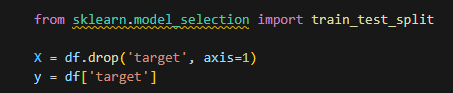 from sklearn.model_selection import train_test_split
X = df.drop('target', axis=1)
y = df['target']